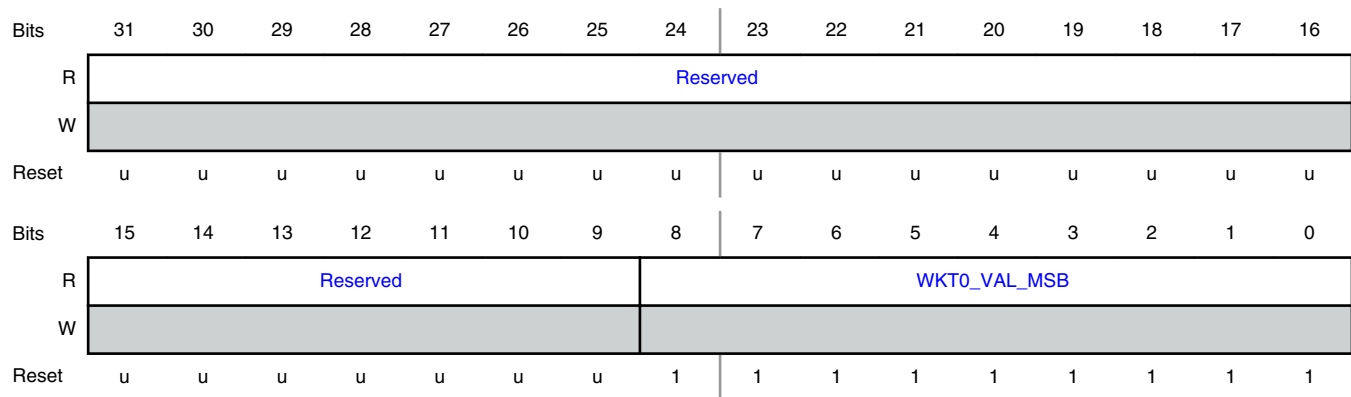 Bits 31 30 29 28 27 26 25 24 23 22 21 20 19 18 17 16
R Reserved
W
Reset u u u u u u u u u u u u u u u u
Bits 15 14 13 12 11 10 9 8 7 6 5 4 3 2 1 0
R Reserved WKT0_VAL_MSB
W
Reset u u u u u u u 1 1 1 1 1 1 1 1 1